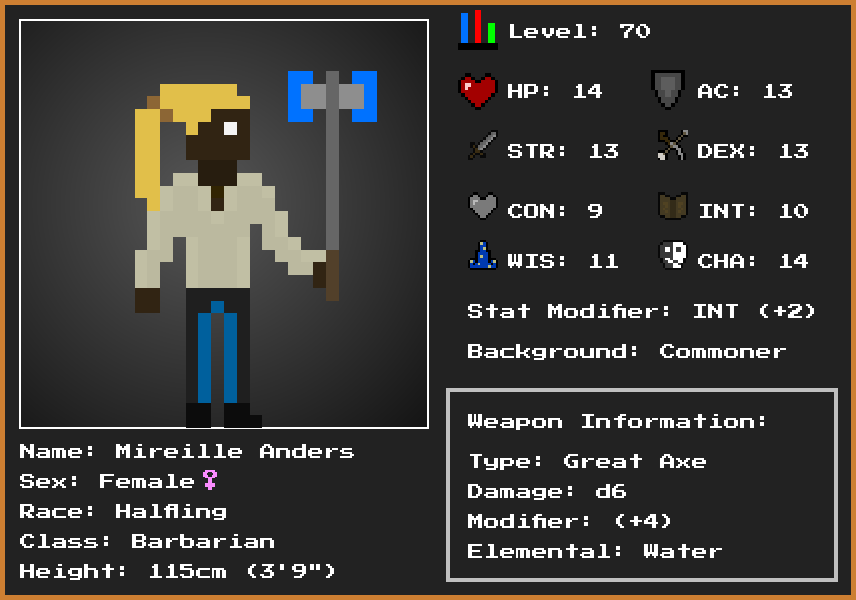 Level: 70
HP: 14
AC: 13
STR: 13
DEX: 13
CON: 9
INT: 10
WIS: 11
CHA: 14
Stat Modifier: INT (+2)
Background: Commoner
Weapon Information:
Type: Great Axe
Damage: d6
Modifier: (+4)
Elemental: Water
Name: Mireille Anders
Sex: Female♀
Race: Halfling
Class: Barbarian
Height: 115cm (3'9")